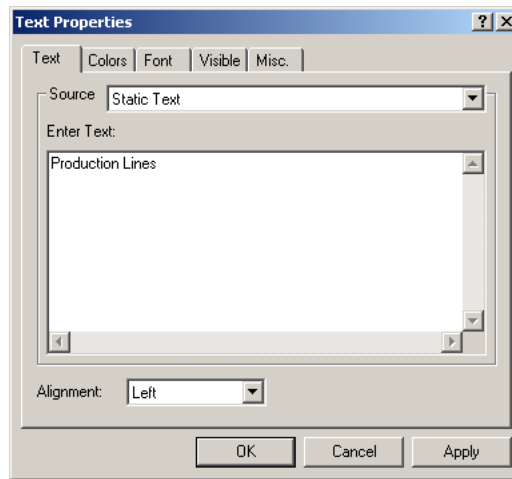 Text Properties
Text Colors Font Visible Misc.
Source Static Text
Enter Text:
Production Lines
Alignment: Left
OK Cancel Apply